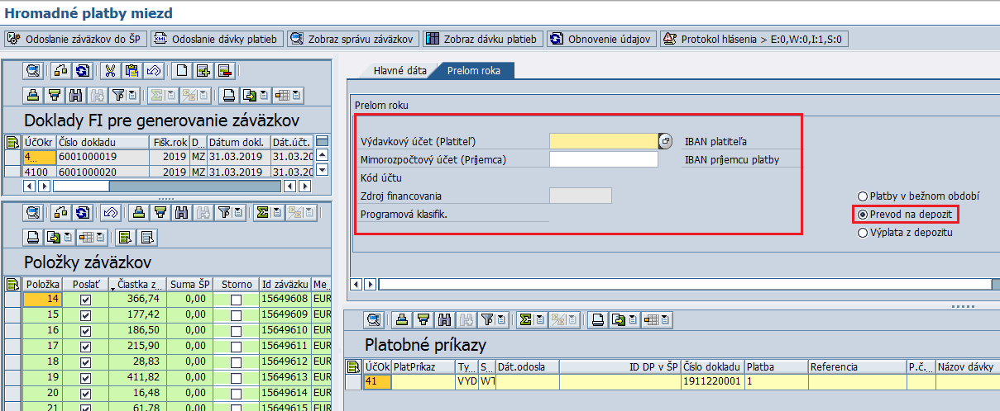 Hromadné platby miezd
Odoslanie záväzkov do ŠP Odoslanie dávky platieb Zobraz správu záväzkov Zobraz dávku platieb Obnovenie údajov Protokol hlásenia > E:0,W:0,I:1,S:0
Doklady FI pre generovanie záväzkov
ÚčOkr Číslo dokladu Fišk.rok D... Dátum dokl. Dát.účt.
4... 6001000019 2019 MZ 31.03.2019 31.03.2
4100 6001000020 2019 MZ 31.03.2019 31.03.2
Položky záväzkov
Položka Poslať Čiastka z... Suma ŠP Storno Id záväzku Me...
14 366,74 0,00 15649608 EUR
15 177,42 0,00 15649609 EUR
16 186,50 0,00 15649610 EUR
17 215,90 0,00 15649611 EUR
18 28,83 0,00 15649612 EUR
19 411,82 0,00 15649613 EUR
20 16,48 0,00 15649614 EUR
21 61,78 0,00 15649615 EUR
Hlavné dáta Prelom roka
Prelom roku
Výdavkový účet (Platiteľ) IBAN platiteľa
Mimorozpočtový účet (Príjemca) IBAN príjemcu platby
Kód účtu
Zdroj financovania
Programová klasifik.
Platby v bežnom období
Prevod na depozit
Výplata z depozitu
Platobné príkazy
ÚčOk PlatPríkaz Ty... S... Dát.odosla ID DP v ŠP Číslo dokladu Platba Referencia P.č... Názov dávky
41 VYD WT 1911220001 1